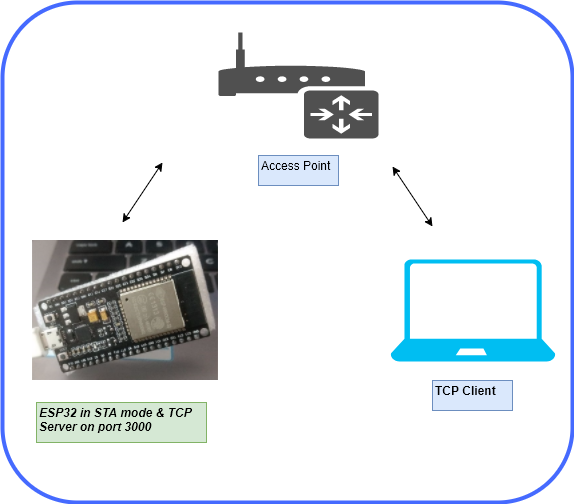 Access Point
ESP32 in STA mode & TCP
Server on port 3000
TCP Client